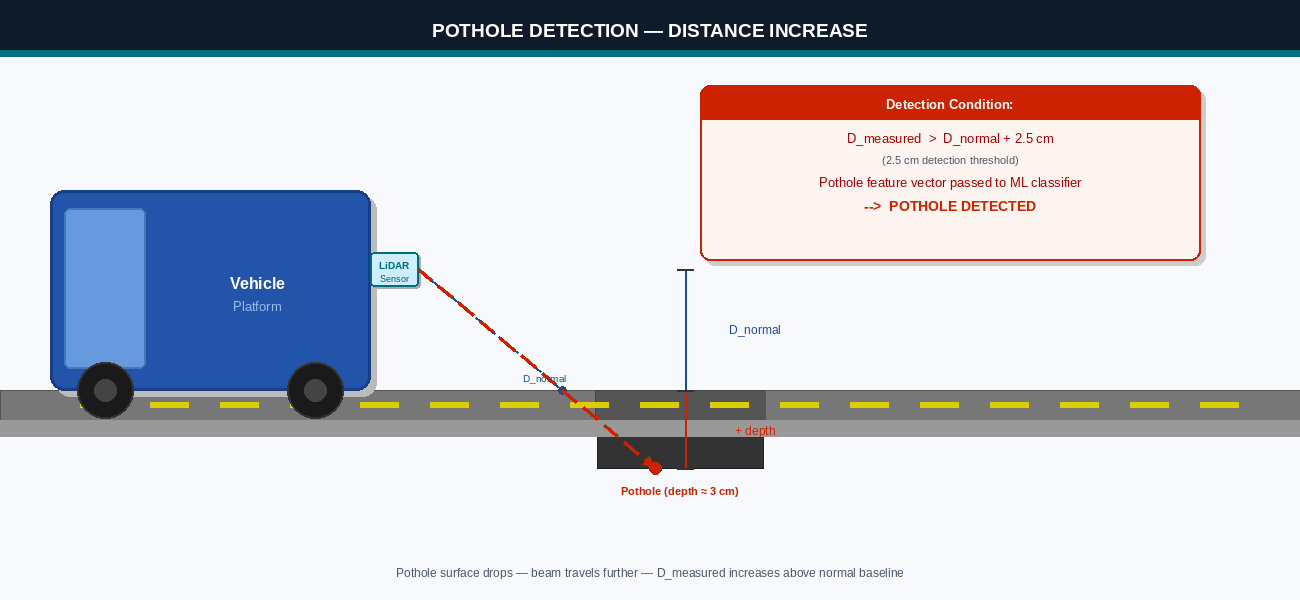 POTHOLE DETECTION — DISTANCE INCREASE
Detection Condition:
D_measured > D_normal + 2.5 cm
(2.5 cm detection threshold)
Pothole feature vector passed to ML classifier
--> POTHOLE DETECTED
LiDAR
Sensor
Vehicle
Platform
D_normal
D_normal
+ depth
Pothole (depth ≈ 3 cm)
Pothole surface drops — beam travels further — D_measured increases above normal baseline